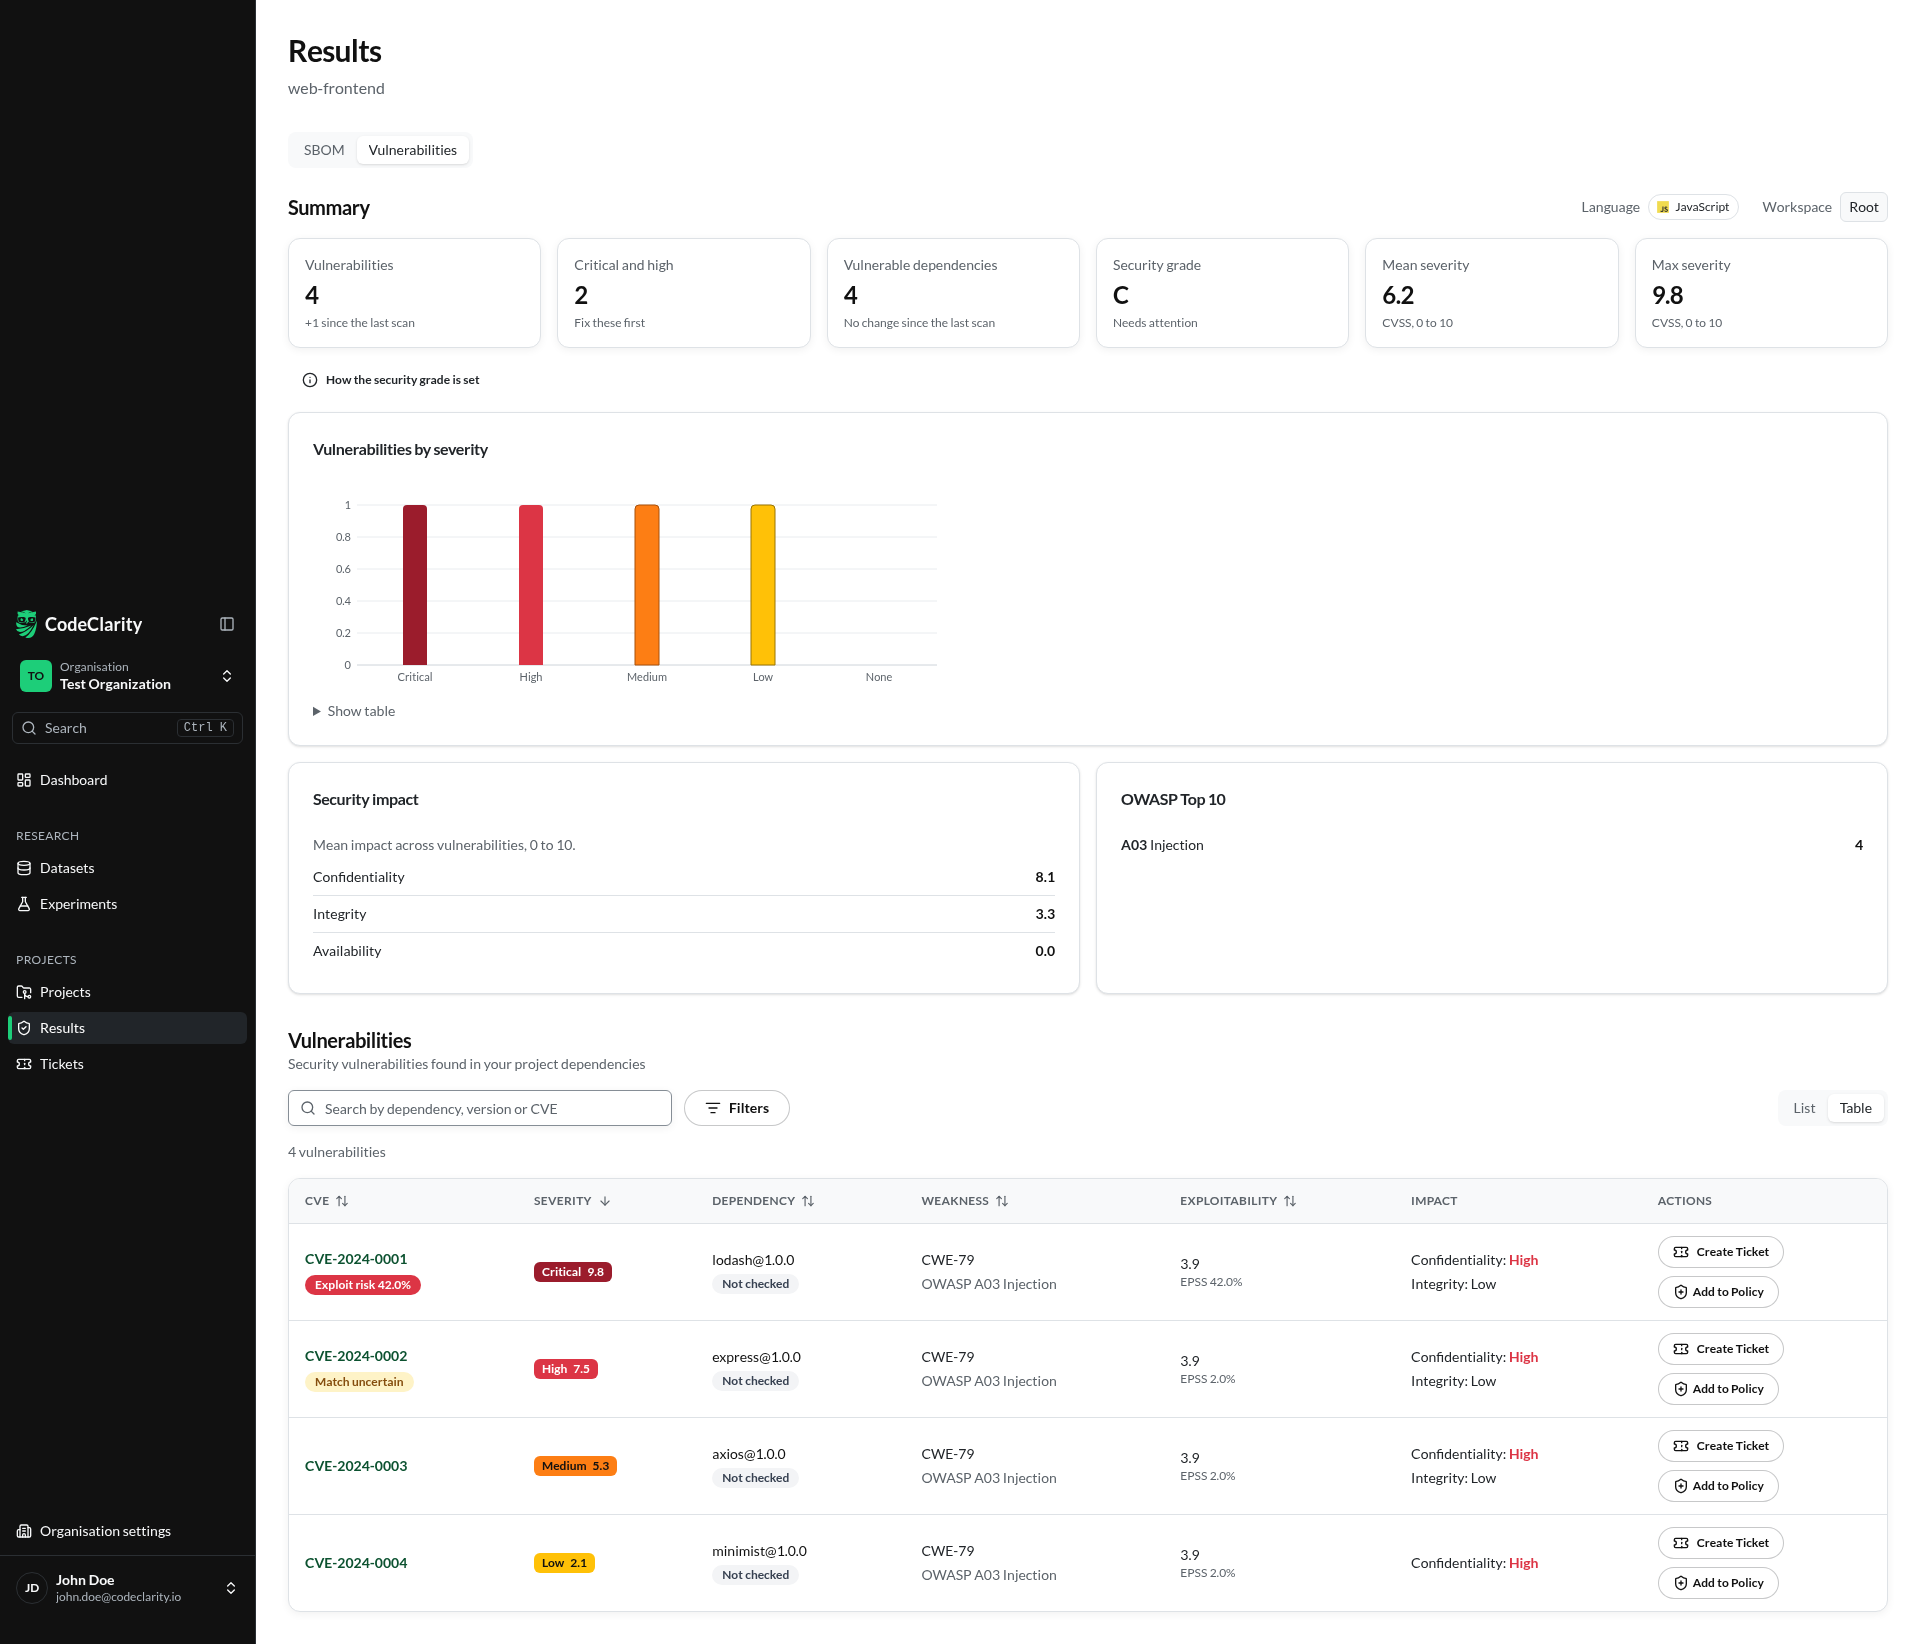 CodeClarity
TO
Organisation
Test Organization
Search
Ctrl K
Dashboard
RESEARCH
Datasets
Experiments
PROJECTS
Projects
Results
Tickets
Organisation settings
JD
John Doe
john.doe@codeclarity.io
Results
web-frontend
SBOM
Vulnerabilities
Summary
Language
JS
JavaScript
Workspace
Root
Vulnerabilities
4
+1 since the last scan
Critical and high
2
Fix these first
Vulnerable dependencies
4
No change since the last scan
Security grade
C
Needs attention
Mean severity
6.2
CVSS, 0 to 10
Max severity
9.8
CVSS, 0 to 10
How the security grade is set
Vulnerabilities by severity
1
0.8
0.6
0.4
0.2
0
Critical
High
Medium
Low
None
Show table
Security impact
Mean impact across vulnerabilities, 0 to 10.
Confidentiality 8.1
Integrity 3.3
Availability 0.0
OWASP Top 10
A03 Injection 4
Vulnerabilities
Security vulnerabilities found in your project dependencies
Search by dependency, version or CVE
Filters
List
Table
4 vulnerabilities
CVE SEVERITY DEPENDENCY WEAKNESS EXPLOITABILITY IMPACT ACTIONS
CVE-2024-0001
Exploit risk 42.0%
Critical 9.8
lodash@1.0.0
Not checked
CWE-79
OWASP A03 Injection
3.9
EPSS 42.0%
Confidentiality: High
Integrity: Low
Create Ticket
Add to Policy
CVE-2024-0002
Match uncertain
High 7.5
express@1.0.0
Not checked
CWE-79
OWASP A03 Injection
3.9
EPSS 2.0%
Confidentiality: High
Integrity: Low
Create Ticket
Add to Policy
CVE-2024-0003
Medium 5.3
axios@1.0.0
Not checked
CWE-79
OWASP A03 Injection
3.9
EPSS 2.0%
Confidentiality: High
Integrity: Low
Create Ticket
Add to Policy
CVE-2024-0004
Low 2.1
minimist@1.0.0
Not checked
CWE-79
OWASP A03 Injection
3.9
EPSS 2.0%
Confidentiality: High
Create Ticket
Add to Policy